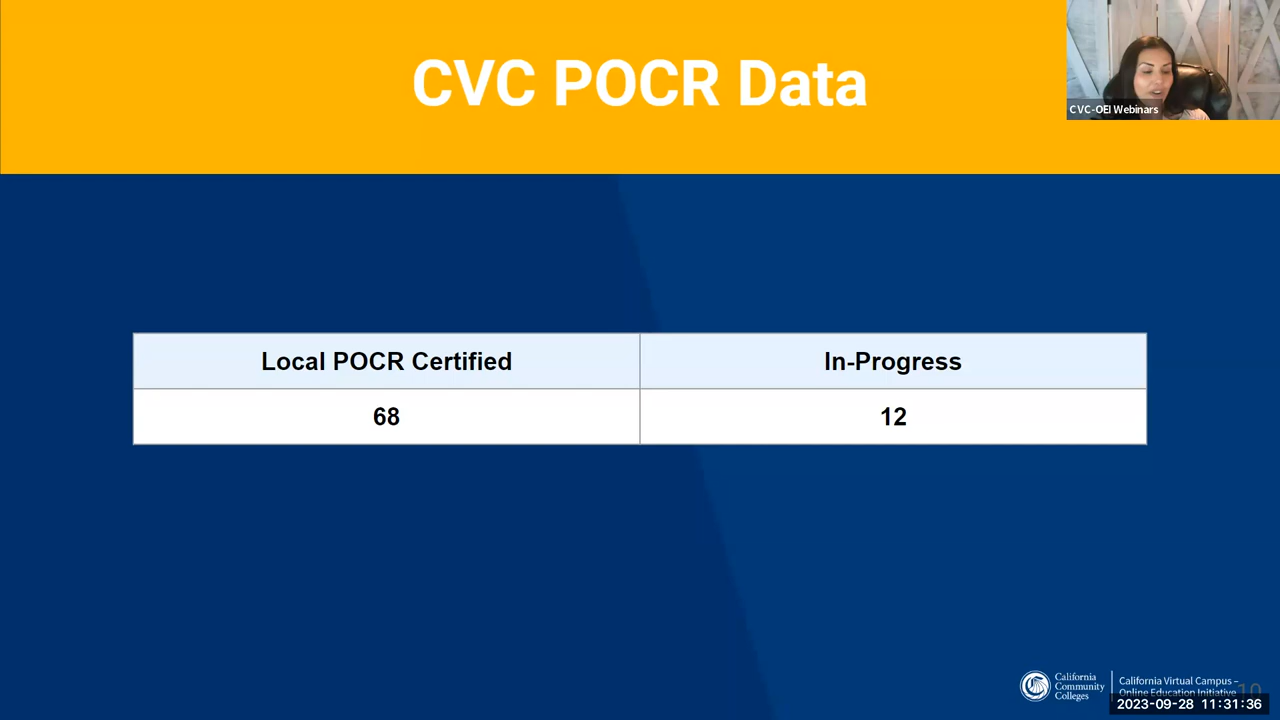 CVC POCR Data
CVC-OEI Webinars
Local POCR Certified
In-Progress
68
12
California
Community
Colleges
California Virtual Campus –
Online Education Initiative
10
2023-09-28 11:31:36